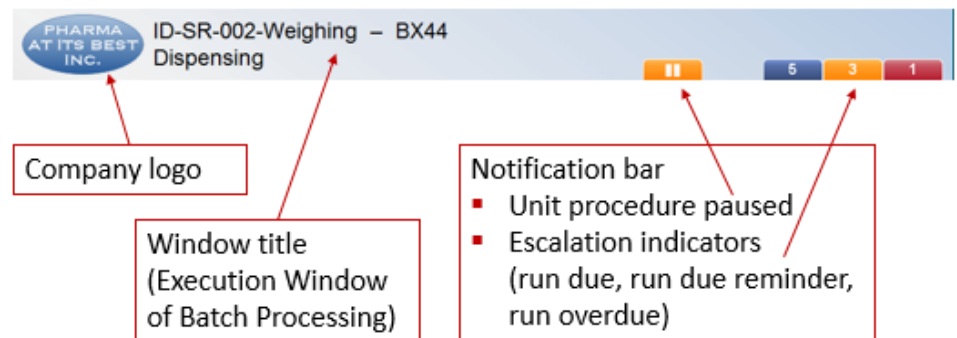 PHARMA
AT ITS BEST
INC.
ID-SR-002-Weighing – BX44
Dispensing
5 3 1
Company logo
Window title
(Execution Window
of Batch Processing)
Notification bar
▪ Unit procedure paused
▪ Escalation indicators
(run due, run due reminder,
run overdue)